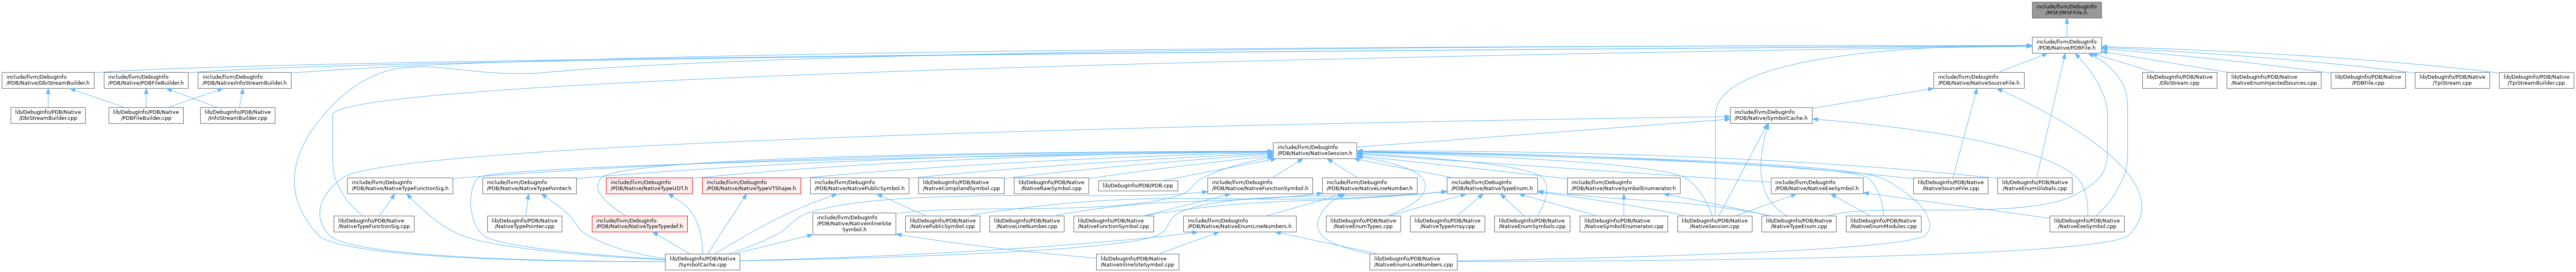 include/llvm/DebugInfo
/MSF/IMSFFile.h
include/llvm/DebugInfo
/PDB/Native/PDBFile.h
include/llvm/DebugInfo
/PDB/Native/DbiStreamBuilder.h
include/llvm/DebugInfo
/PDB/Native/PDBFileBuilder.h
include/llvm/DebugInfo
/PDB/Native/InfoStreamBuilder.h
include/llvm/DebugInfo
/PDB/Native/NativeSourceFile.h
lib/DebugInfo/PDB/Native
/DbiStream.cpp
lib/DebugInfo/PDB/Native
/NativeEnumInjectedSources.cpp
lib/DebugInfo/PDB/Native
/PDBFile.cpp
lib/DebugInfo/PDB/Native
/TpiStream.cpp
lib/DebugInfo/PDB/Native
/TpiStreamBuilder.cpp
lib/DebugInfo/PDB/Native
/DbiStreamBuilder.cpp
lib/DebugInfo/PDB/Native
/PDBFileBuilder.cpp
lib/DebugInfo/PDB/Native
/InfoStreamBuilder.cpp
include/llvm/DebugInfo
/PDB/Native/SymbolCache.h
include/llvm/DebugInfo
/PDB/Native/NativeSession.h
include/llvm/DebugInfo
/PDB/Native/NativeTypeFunctionSig.h
include/llvm/DebugInfo
/PDB/Native/NativeTypePointer.h
include/llvm/DebugInfo
/PDB/Native/NativeTypeUDT.h
include/llvm/DebugInfo
/PDB/Native/NativeTypeVTShape.h
include/llvm/DebugInfo
/PDB/Native/NativePublicSymbol.h
lib/DebugInfo/PDB/Native
/NativeCompilandSymbol.cpp
lib/DebugInfo/PDB/Native
/NativeRawSymbol.cpp
lib/DebugInfo/PDB/PDB.cpp
include/llvm/DebugInfo
/PDB/Native/NativeFunctionSymbol.h
include/llvm/DebugInfo
/PDB/Native/NativeLineNumber.h
include/llvm/DebugInfo
/PDB/Native/NativeTypeEnum.h
include/llvm/DebugInfo
/PDB/Native/NativeSymbolEnumerator.h
include/llvm/DebugInfo
/PDB/Native/NativeExeSymbol.h
lib/DebugInfo/PDB/Native
/NativeSourceFile.cpp
lib/DebugInfo/PDB/Native
/NativeEnumGlobals.cpp
lib/DebugInfo/PDB/Native
/NativeTypeFunctionSig.cpp
lib/DebugInfo/PDB/Native
/NativeTypePointer.cpp
include/llvm/DebugInfo
/PDB/Native/NativeTypeTypedef.h
include/llvm/DebugInfo
/PDB/Native/NativeInlineSite
Symbol.h
lib/DebugInfo/PDB/Native
/NativePublicSymbol.cpp
lib/DebugInfo/PDB/Native
/NativeLineNumber.cpp
lib/DebugInfo/PDB/Native
/NativeFunctionSymbol.cpp
include/llvm/DebugInfo
/PDB/Native/NativeEnumLineNumbers.h
lib/DebugInfo/PDB/Native
/NativeEnumTypes.cpp
lib/DebugInfo/PDB/Native
/NativeTypeArray.cpp
lib/DebugInfo/PDB/Native
/NativeEnumSymbols.cpp
lib/DebugInfo/PDB/Native
/NativeSymbolEnumerator.cpp
lib/DebugInfo/PDB/Native
/NativeSession.cpp
lib/DebugInfo/PDB/Native
/NativeTypeEnum.cpp
lib/DebugInfo/PDB/Native
/NativeEnumModules.cpp
lib/DebugInfo/PDB/Native
/NativeExeSymbol.cpp
lib/DebugInfo/PDB/Native
/SymbolCache.cpp
lib/DebugInfo/PDB/Native
/NativeInlineSiteSymbol.cpp
lib/DebugInfo/PDB/Native
/NativeEnumLineNumbers.cpp